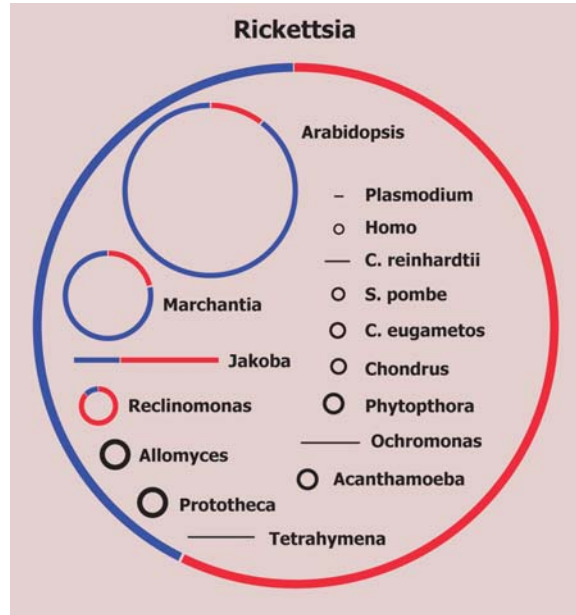 Rickettsia
Arabidopsis
Plasmodium
Homo
C. reinhardtii
S. pombe
Marchantia
C. eugametos
Jakoba
Chondrus
Reclinomonas
Phytopthora
Ochromonas
Allomyces
Acanthamoeba
Prototheca
Tetrahymena